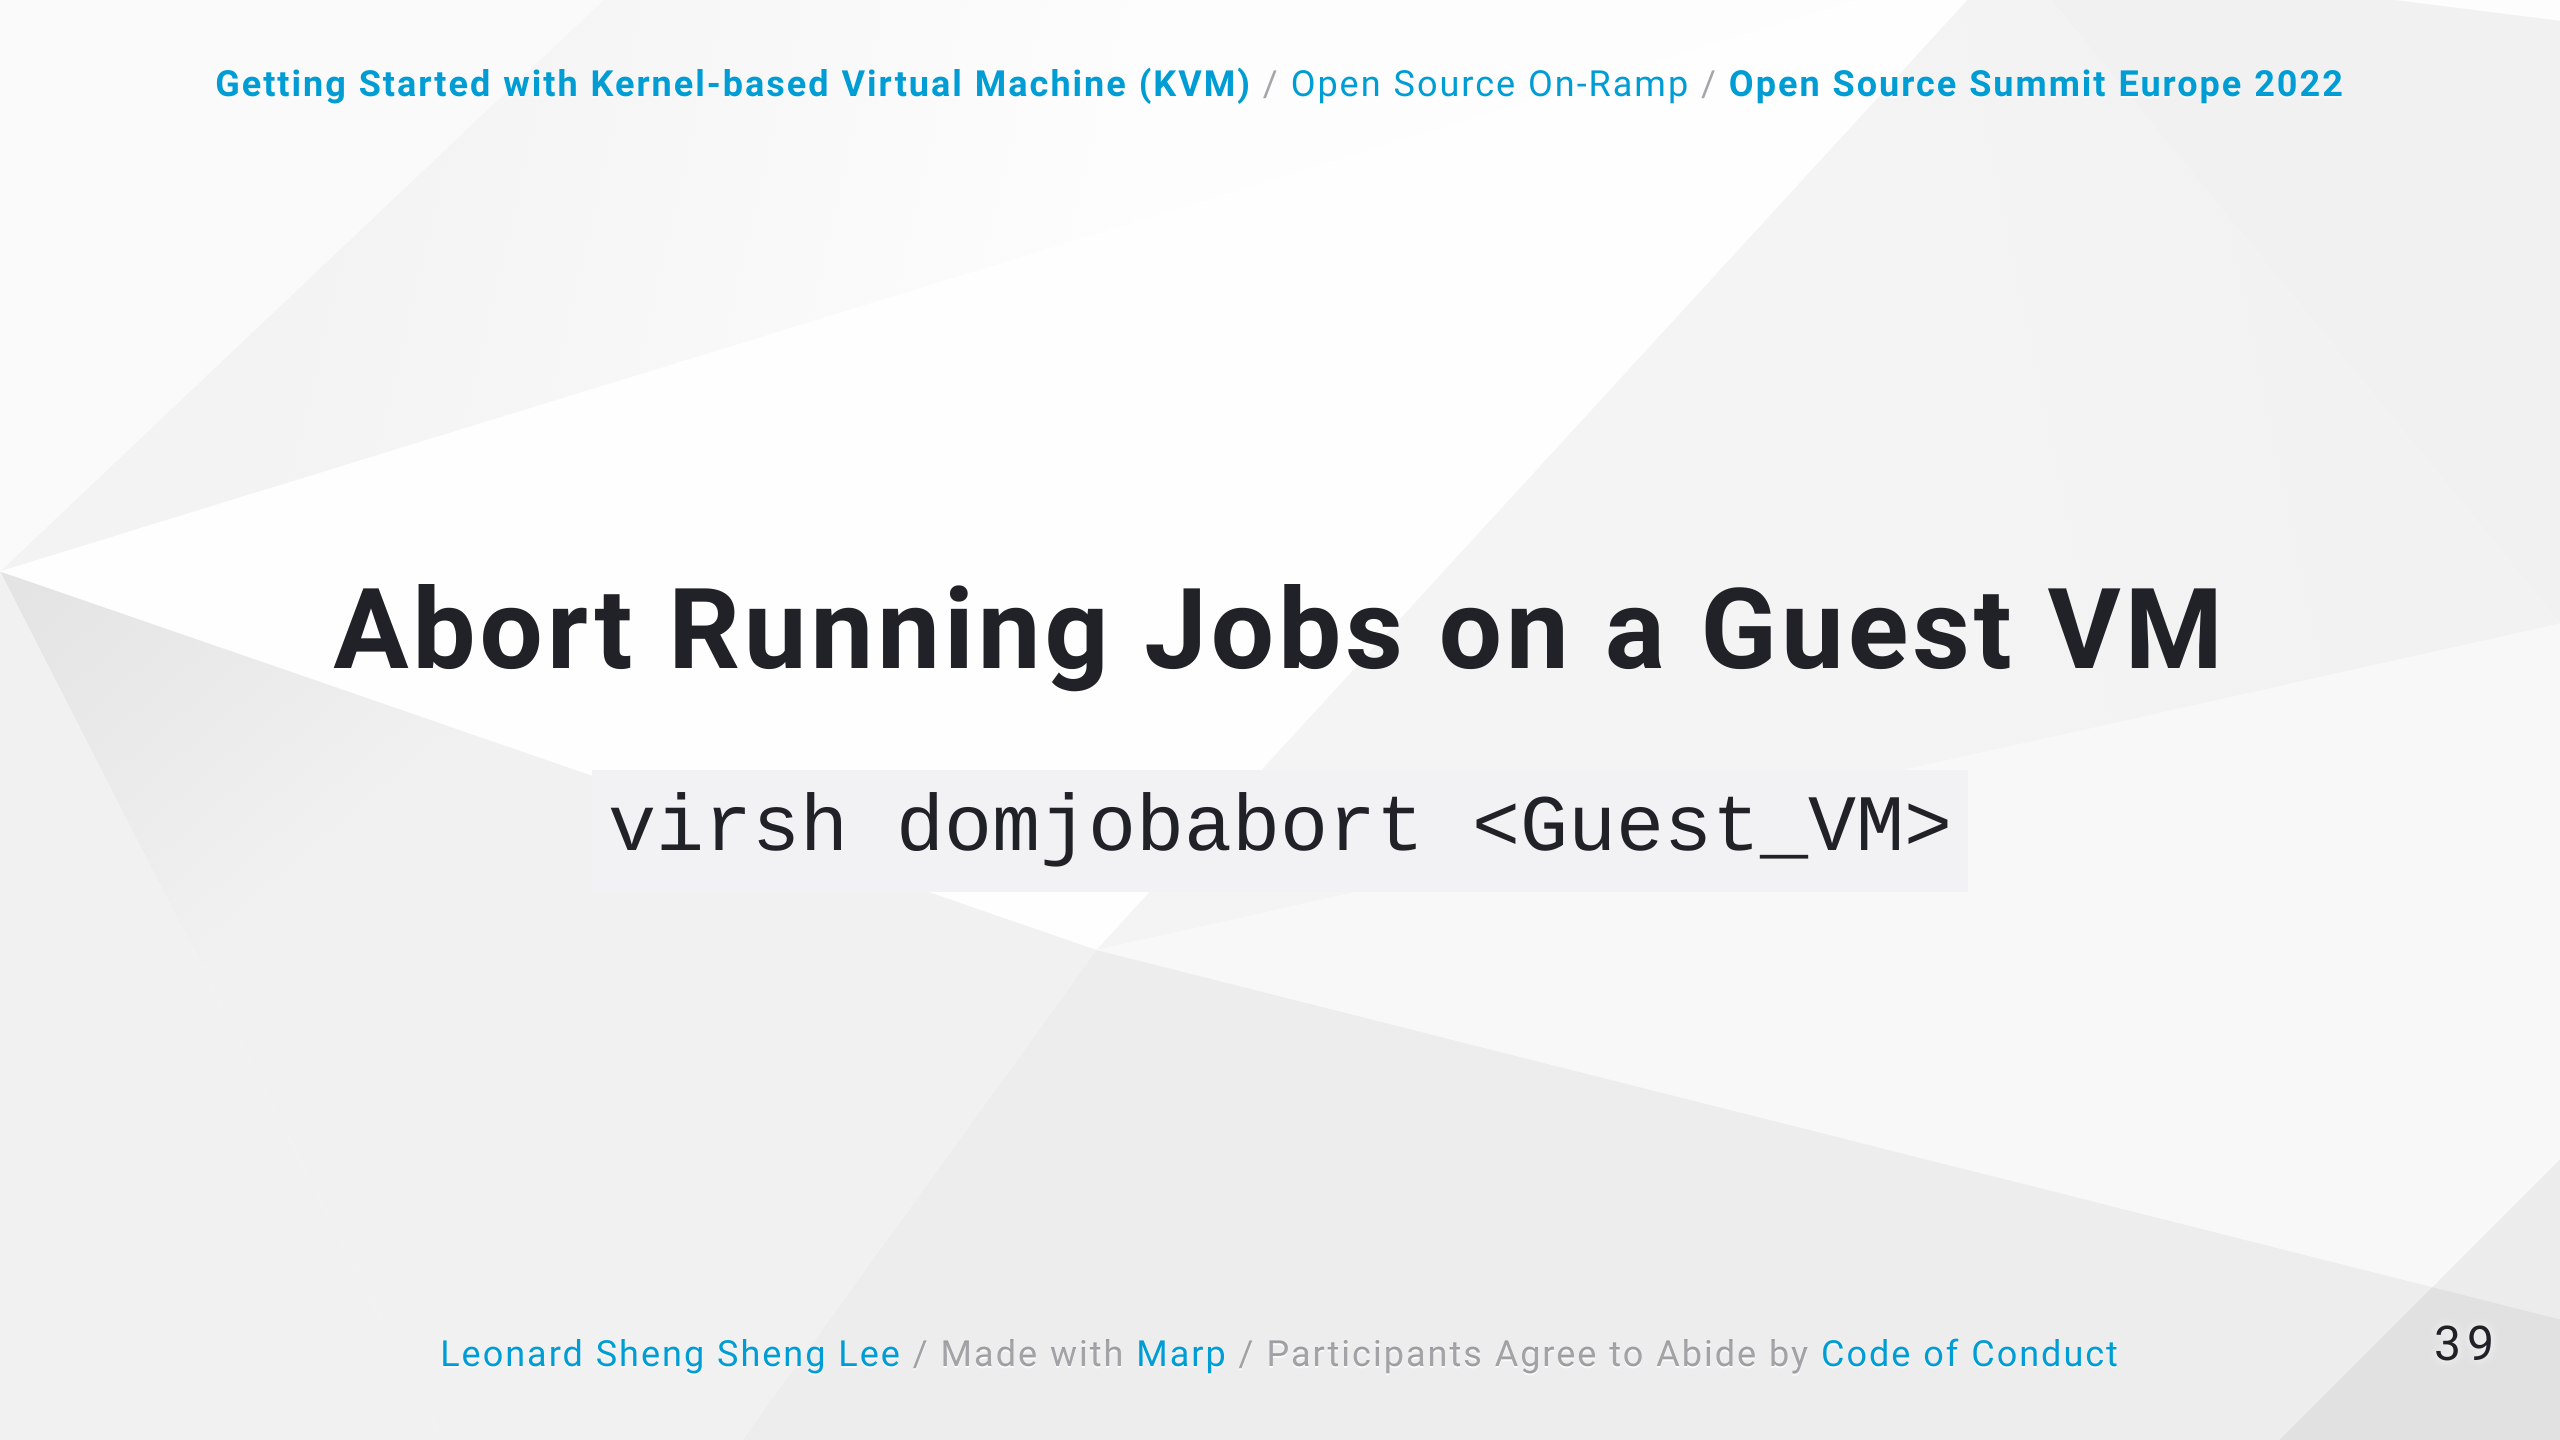 Getting Started with Kernel-based Virtual Machine (KVM) / Open Source On-Ramp / Open Source Summit Europe 2022
Abort Running Jobs on a Guest VM
virsh domjobabort <Guest_VM>
Leonard Sheng Sheng Lee / Made with Marp / Participants Agree to Abide by Code of Conduct
39